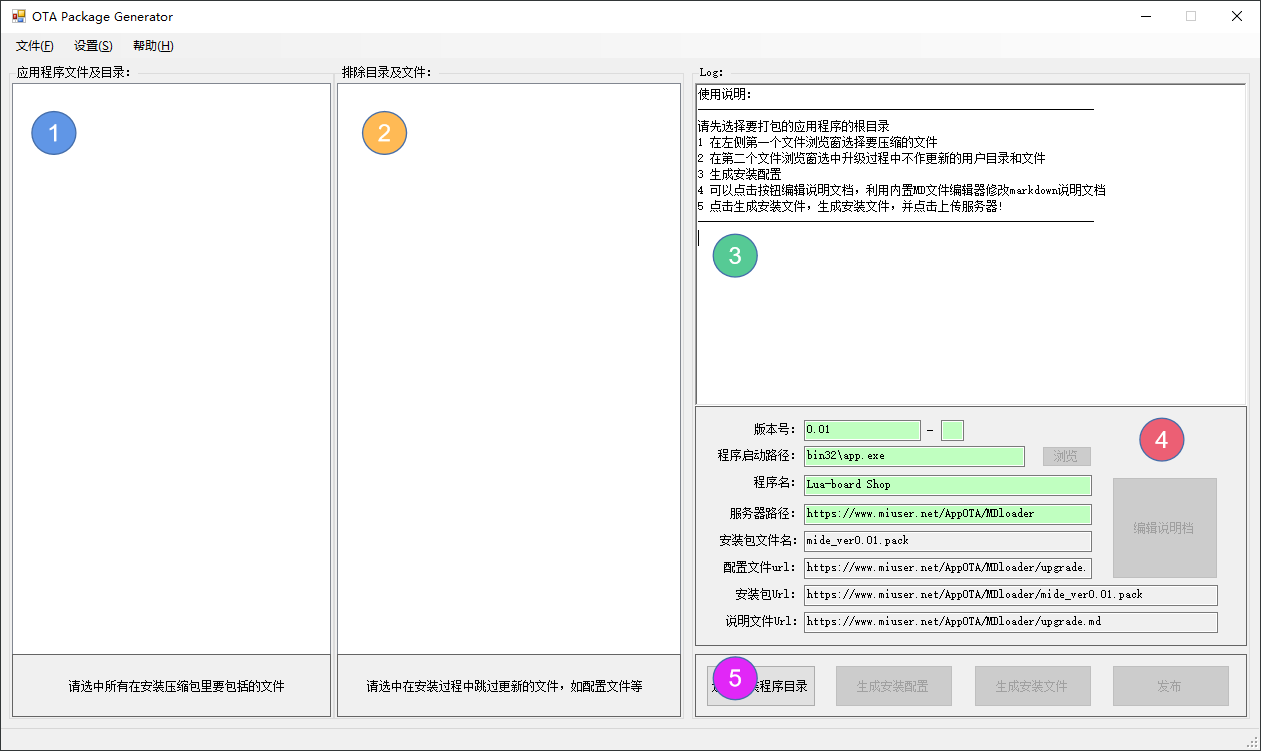 OTA Package Generator
文件(F) 设置(S) 帮助(H)
应用程序文件及目录：
排除目录及文件：
Log:
1
2
使用说明：
请先选择要打包的应用程序的根目录
1 在左侧第一个文件浏览窗选择要压缩的文件
2 在第二个文件浏览窗选中升级过程中不作更新的用户目录和文件
3 生成安装配置
4 可以点击按钮编辑说明文档，利用内置MD文件编辑器修改markdown说明文档
5 点击生成安装文件，生成安装文件，并点击上传服务器！
3
版本号： 0.01 -
4
程序启动路径： bin32\app.exe 浏览
程序名： Lua-board Shop
服务器路径： https://www.miuser.net/AppOTA/MDloader
编辑说明档
安装包文件名： mide_ver0.01.pack
配置文件url： https://www.miuser.net/AppOTA/MDloader/upgrade.
安装包Url： https://www.miuser.net/AppOTA/MDloader/mide_ver0.01.pack
说明文件Url： https://www.miuser.net/AppOTA/MDloader/upgrade.md
请选中所有在安装压缩包里要包括的文件
请选中在安装过程中跳过更新的文件，如配置文件等
5
程序目录 生成安装配置 生成安装文件 发布